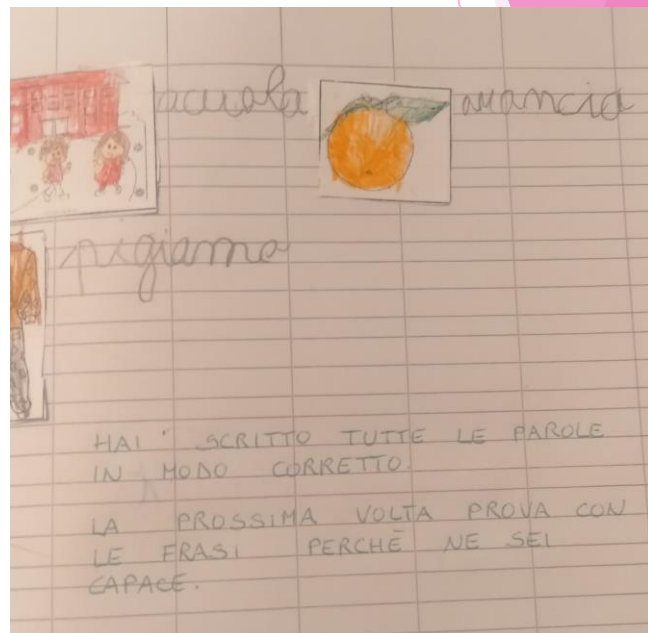 scuola arancia
pigiama
HAI SCRITTO TUTTE LE PAROLE
IN MODO CORRETTO.
LA PROSSIMA VOLTA PROVA CON
LE FRASI PERCHÉ NE SEI
CAPACE.